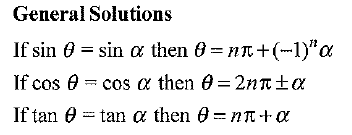 General Solutions
If sin θ = sin α then θ = nπ+(−1)ⁿα
If cos θ = cos α then θ = 2nπ±α
If tan θ = tan α then θ = nπ+α